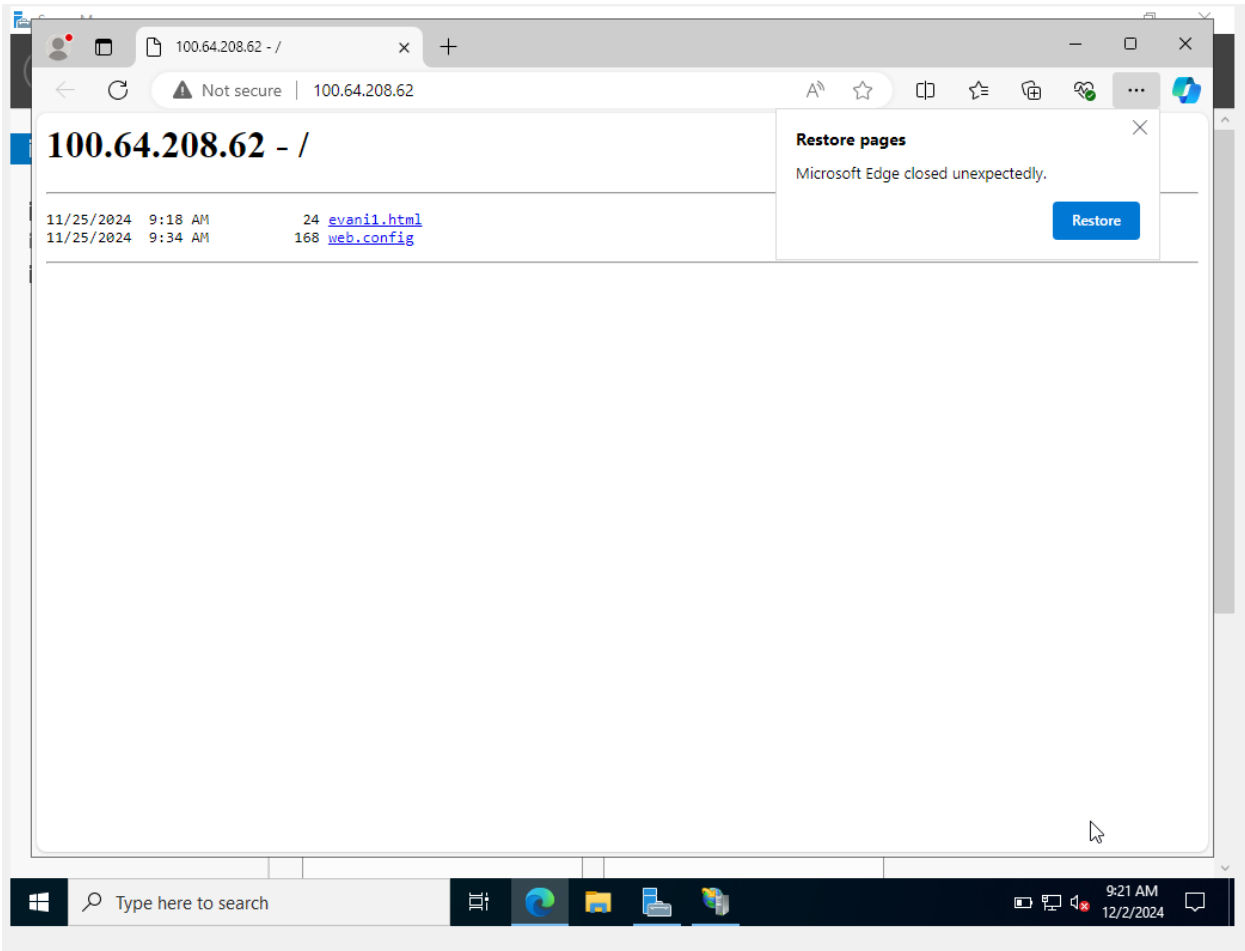 100.64.208.62 - /
Not secure | 100.64.208.62
Restore pages
Microsoft Edge closed unexpectedly.
Restore
100.64.208.62 - /
11/25/2024 9:18 AM 24 evani1.html
11/25/2024 9:34 AM 168 web.config
Type here to search
9:21 AM
12/2/2024